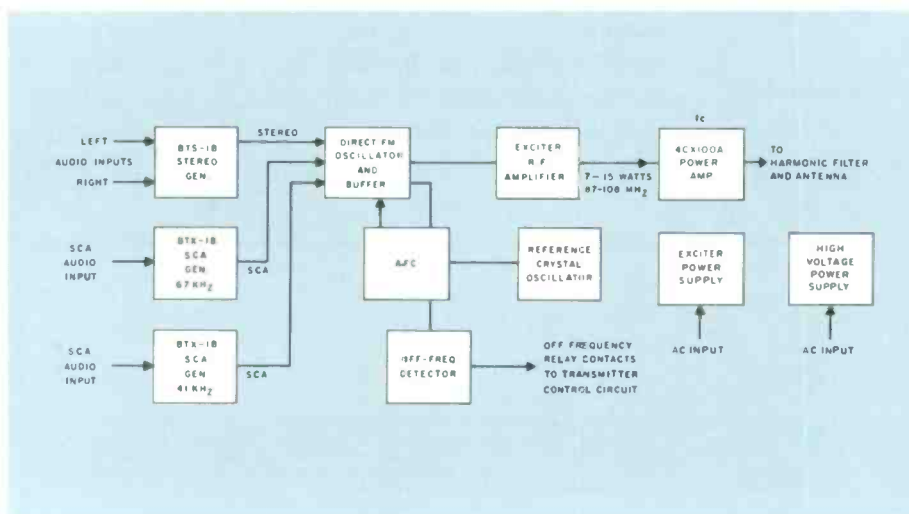 LEFT
AUDIO INPUTS
RIGHT
BTS-1B
STEREO
GEN.
STEREO
DIRECT FM
OSCILLATOR
AND
BUFFER
EXCITER
R.F.
AMPLIFIER
7-15 WATTS
87-108 MHz
fc
4CX100A
POWER
AMP.
TO
HARMONIC FILTER
AND ANTENNA
SCA
AUDIO
INPUT
BTX-1B
SCA
GEN
67 KHz
SCA
AFC
REFERENCE
CRYSTAL
OSCILLATOR
EXCITER
POWER
SUPPLY
HIGH
VOLTAGE
POWER
SUPPLY
SCA
AUDIO
INPUT
BTX-1B
SCA
GEN
41 KHz
SCA
OFF-FREQ
DETECTOR
OFF FREQUENCY
RELAY CONTACTS
TO TRANSMITTER
CONTROL CIRCUIT
AC INPUT
AC INPUT